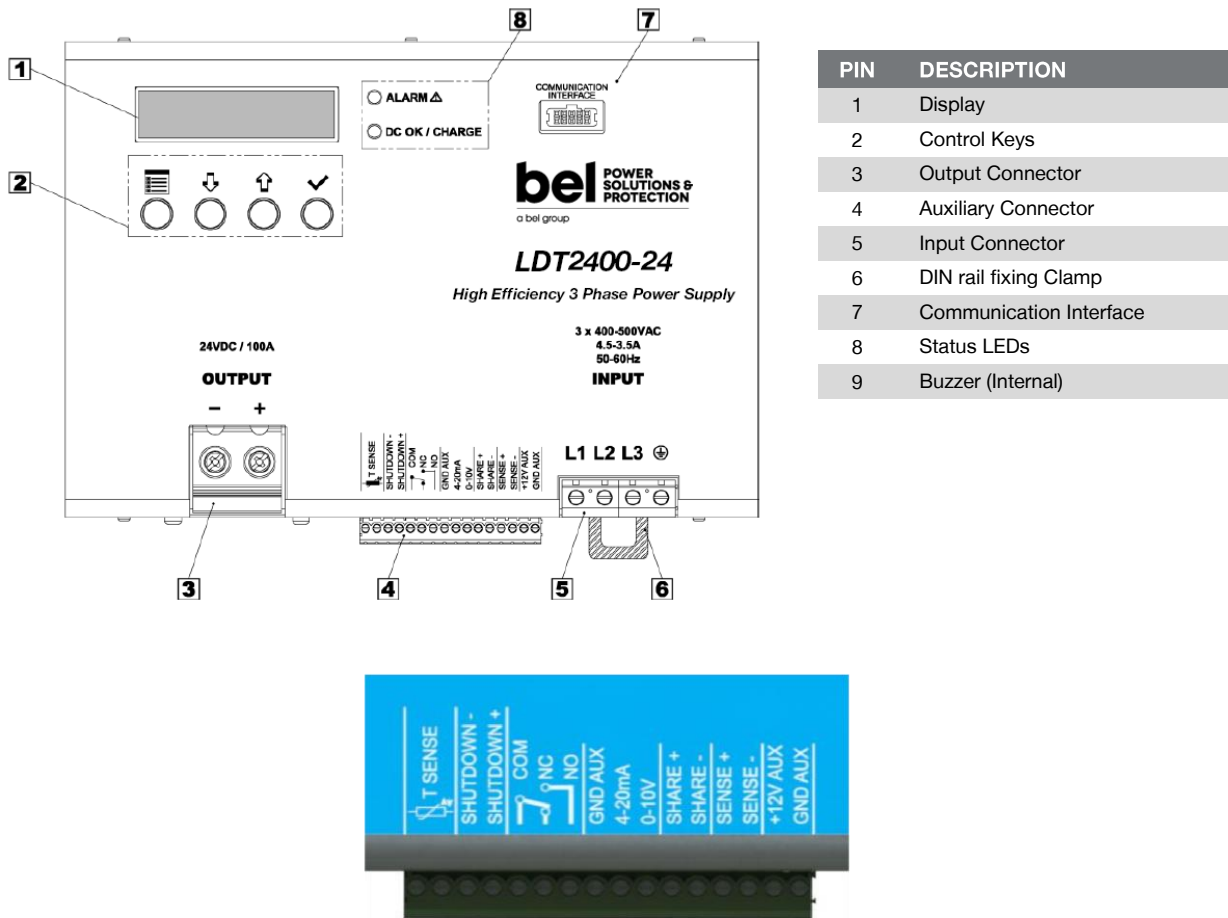 8
7
1
ALARM
DC OK / CHARGE
COMMUNICATION
INTERFACE
2
bel POWER
SOLUTIONS &
PROTECTION
a bel group
LDT2400-24
High Efficiency 3 Phase Power Supply
24VDC / 100A
OUTPUT
− +
3 x 400-500VAC
4.5-3.5A
50-60Hz
INPUT
T SENSE
SHUTDOWN -
SHUTDOWN +
COM
NC
NO
GND AUX
4-20mA
0-10V
SHARE +
SHARE -
SENSE +
SENSE -
+12V AUX
GND AUX
L1 L2 L3
3
4
5
6
PIN DESCRIPTION
1 Display
2 Control Keys
3 Output Connector
4 Auxiliary Connector
5 Input Connector
6 DIN rail fixing Clamp
7 Communication Interface
8 Status LEDs
9 Buzzer (Internal)
T SENSE
SHUTDOWN -
SHUTDOWN +
COM
NC
NO
GND AUX
4-20mA
0-10V
SHARE +
SHARE -
SENSE +
SENSE -
+12V AUX
GND AUX